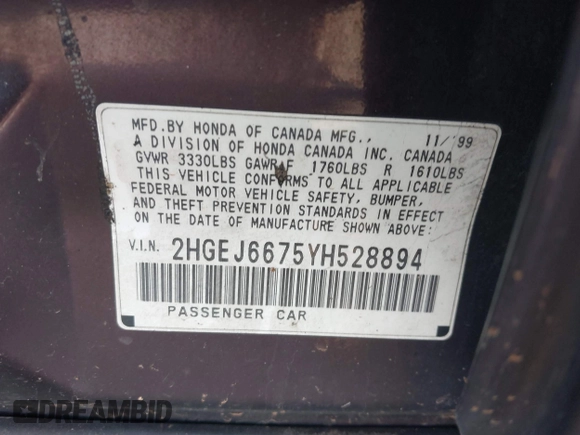 MFD. BY HONDA OF CANADA MFG., 11/'99
A DIVISION OF HONDA CANADA INC. CANADA
GVWR 3330LBS GAWR F 1760LBS R 1610LBS
THIS VEHICLE CONFORMS TO ALL APPLICABLE
FEDERAL MOTOR VEHICLE SAFETY, BUMPER,
AND THEFT PREVENTION STANDARDS IN EFFECT
ON THE DATE OF MANUFACTURE SHOWN ABOVE:
V.I.N. 2HGEJ6675YH528894
PASSENGER CAR
DREAMBID